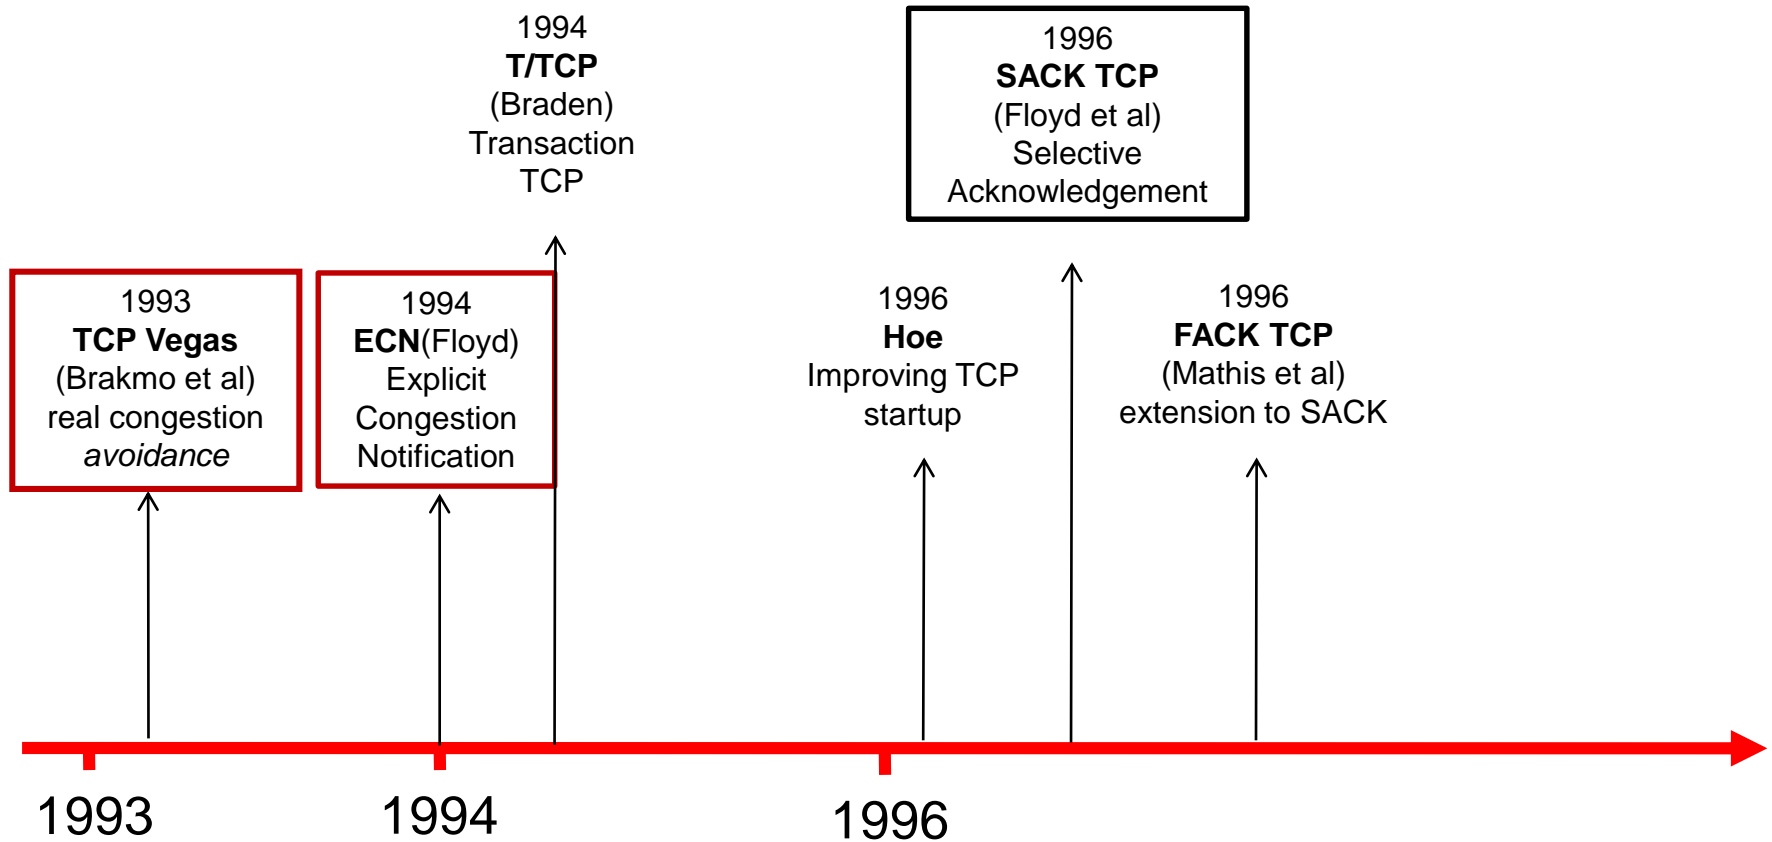 1994
T/TCP
(Braden)
Transaction
TCP
1996
SACK TCP
(Floyd et al)
Selective
Acknowledgement
1993
TCP Vegas
(Brakmo et al)
real congestion
avoidance
1994
ECN(Floyd)
Explicit
Congestion
Notification
1996
Hoe
Improving TCP
startup
1996
FACK TCP
(Mathis et al)
extension to SACK
1993
1994
1996